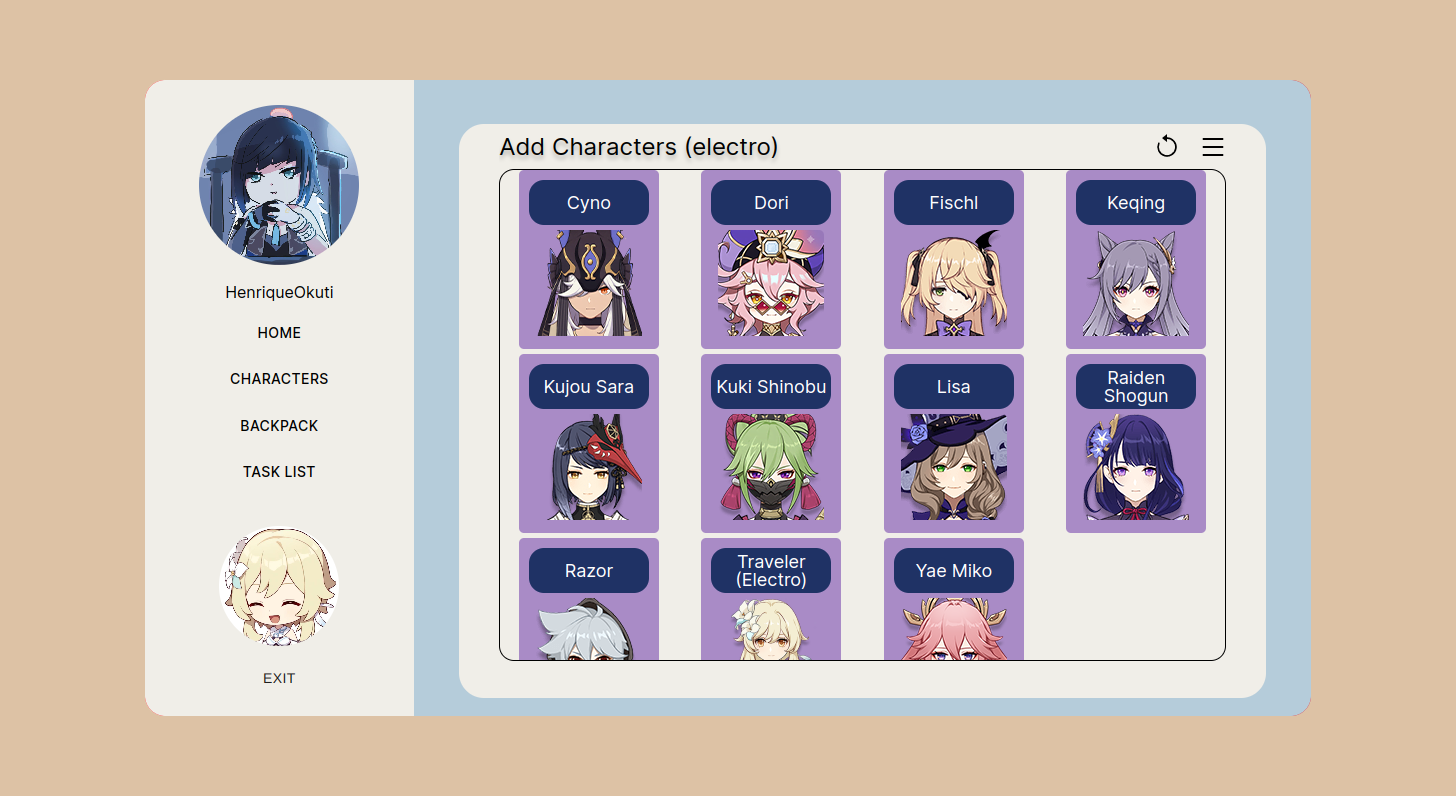 HenriqueOkuti
HOME
CHARACTERS
BACKPACK
TASK LIST
EXIT
Add Characters (electro)
Cyno
Dori
Fischl
Keqing
Kujou Sara
Kuki Shinobu
Lisa
Raiden
Shogun
Razor
Traveler
(Electro)
Yae Miko